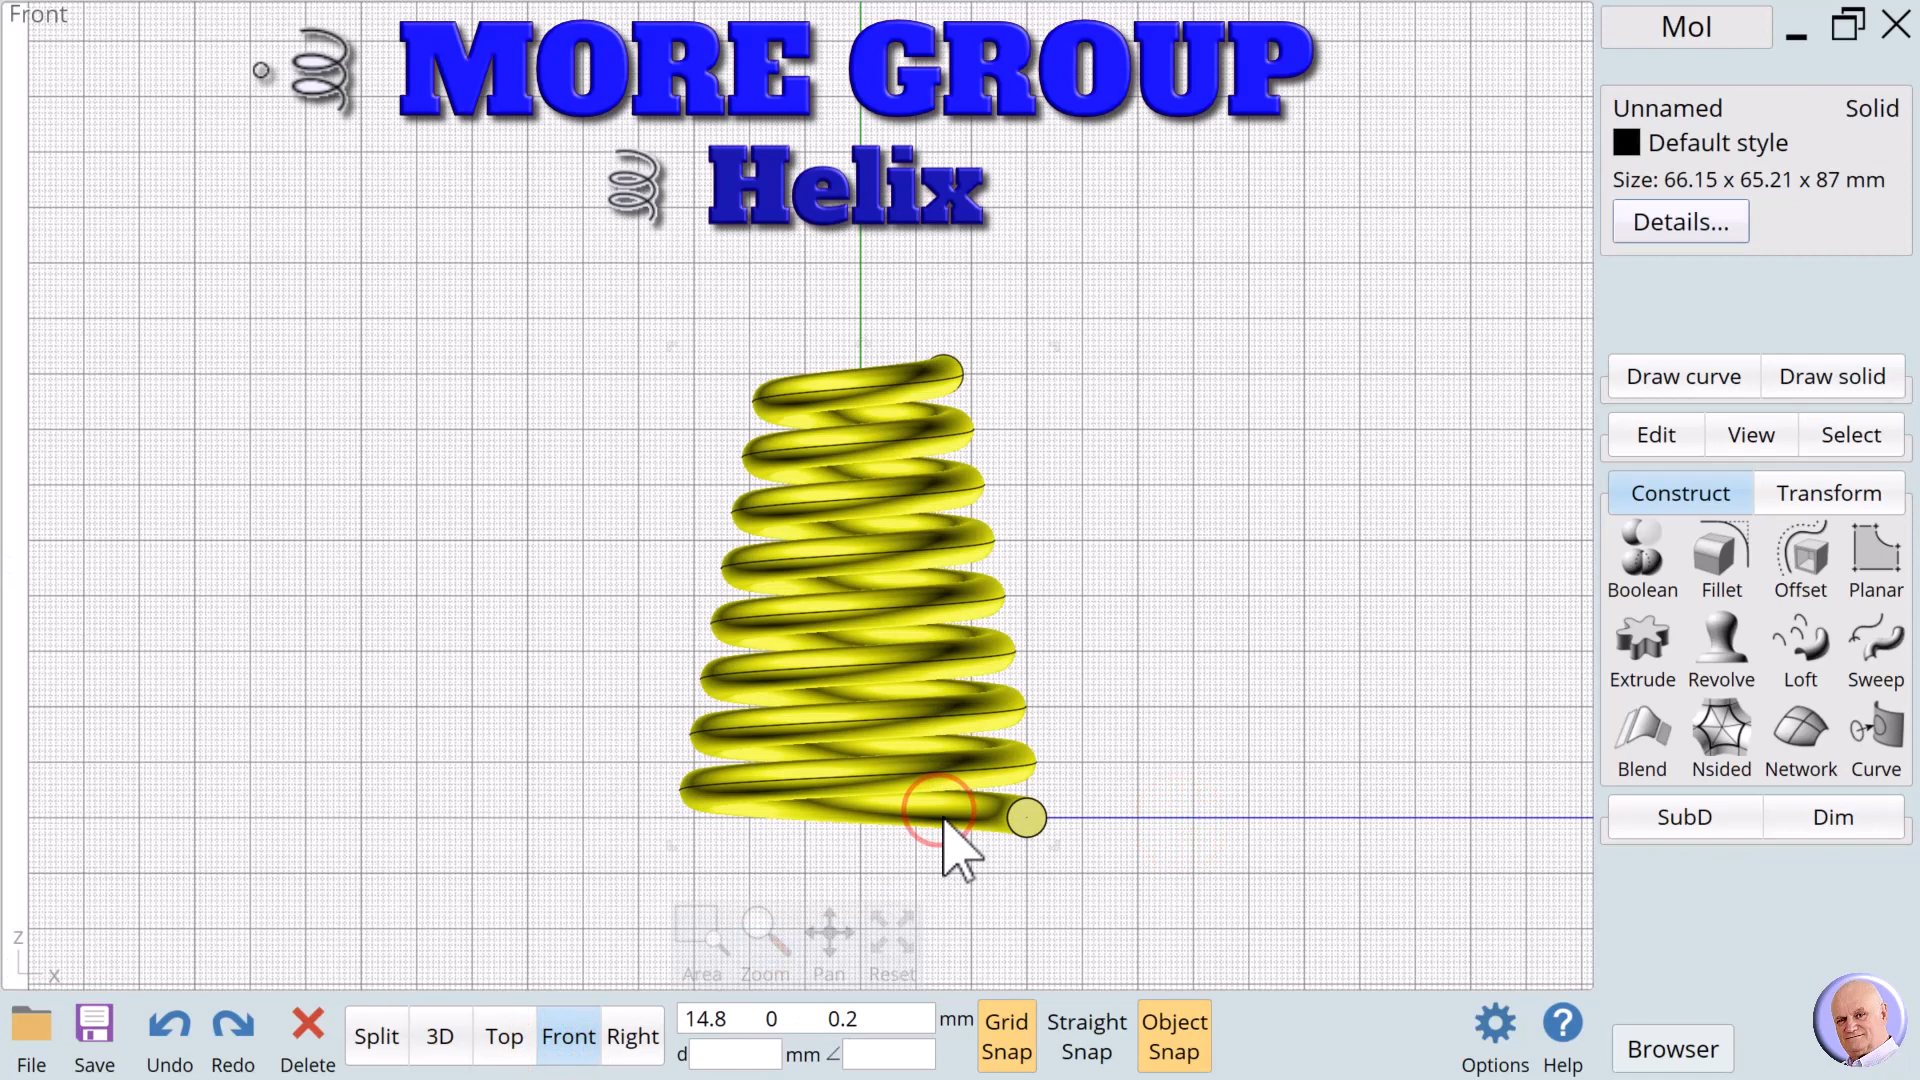 Front
MORE GROUP
Helix
MoI
Unnamed Solid
Default style
Size: 66.15 x 65.21 x 87 mm
Details...
Draw curve Draw solid
Edit View Select
Construct Transform
Boolean Fillet Offset Planar
Extrude Revolve Loft Sweep
Blend Nsided Network Curve
SubD Dim
z
x
Area Zoom Pan Reset
File Save Undo Redo Delete
Split 3D Top Front Right
14.8 0 0.2 mm
d mm
Grid Snap
Straight Snap
Object Snap
Options Help
Browser